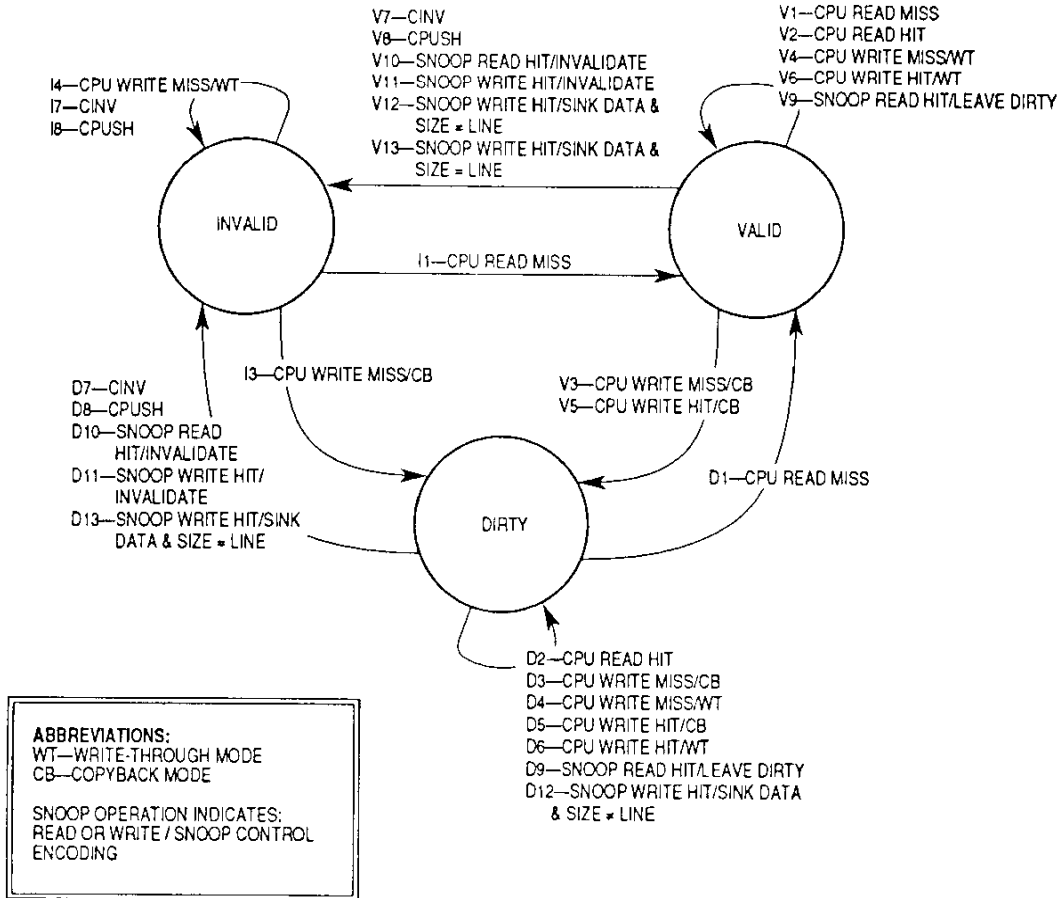 V7—CINV
V8—CPUSH
V10—SNOOP READ HIT/INVALIDATE
V11—SNOOP WRITE HIT/INVALIDATE
V12—SNOOP WRITE HIT/SINK DATA &
SIZE ≠ LINE
V13—SNOOP WRITE HIT/SINK DATA &
SIZE = LINE
V1—CPU READ MISS
V2—CPU READ HIT
V4—CPU WRITE MISS/WT
V6—CPU WRITE HIT/WT
V9—SNOOP READ HIT/LEAVE DIRTY
I4—CPU WRITE MISS/WT
I7—CINV
I8—CPUSH
INVALID
VALID
I1—CPU READ MISS
I3—CPU WRITE MISS/CB
V3—CPU WRITE MISS/CB
V5—CPU WRITE HIT/CB
D7—CINV
D8—CPUSH
D10—SNOOP READ
HIT/INVALIDATE
D11—SNOOP WRITE HIT/
INVALIDATE
D13—SNOOP WRITE HIT/SINK
DATA & SIZE = LINE
D1—CPU READ MISS
DIRTY
D2—CPU READ HIT
D3—CPU WRITE MISS/CB
D4—CPU WRITE MISS/WT
D5—CPU WRITE HIT/CB
D6—CPU WRITE HIT/WT
D9—SNOOP READ HIT/LEAVE DIRTY
D12—SNOOP WRITE HIT/SINK DATA
& SIZE ≠ LINE
ABBREVIATIONS:
WT—WRITE-THROUGH MODE
CB—COPYBACK MODE
SNOOP OPERATION INDICATES:
READ OR WRITE / SNOOP CONTROL
ENCODING